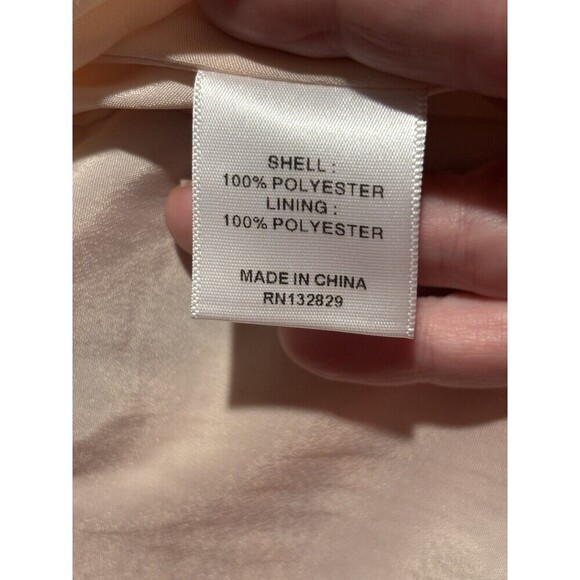 SHELL :
100% POLYESTER
LINING :
100% POLYESTER
MADE IN CHINA
RN132829